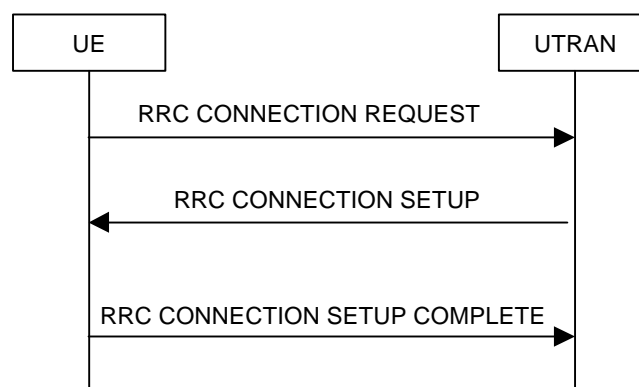 UE
UTRAN
RRC CONNECTION REQUEST
RRC CONNECTION SETUP
RRC CONNECTION SETUP COMPLETE